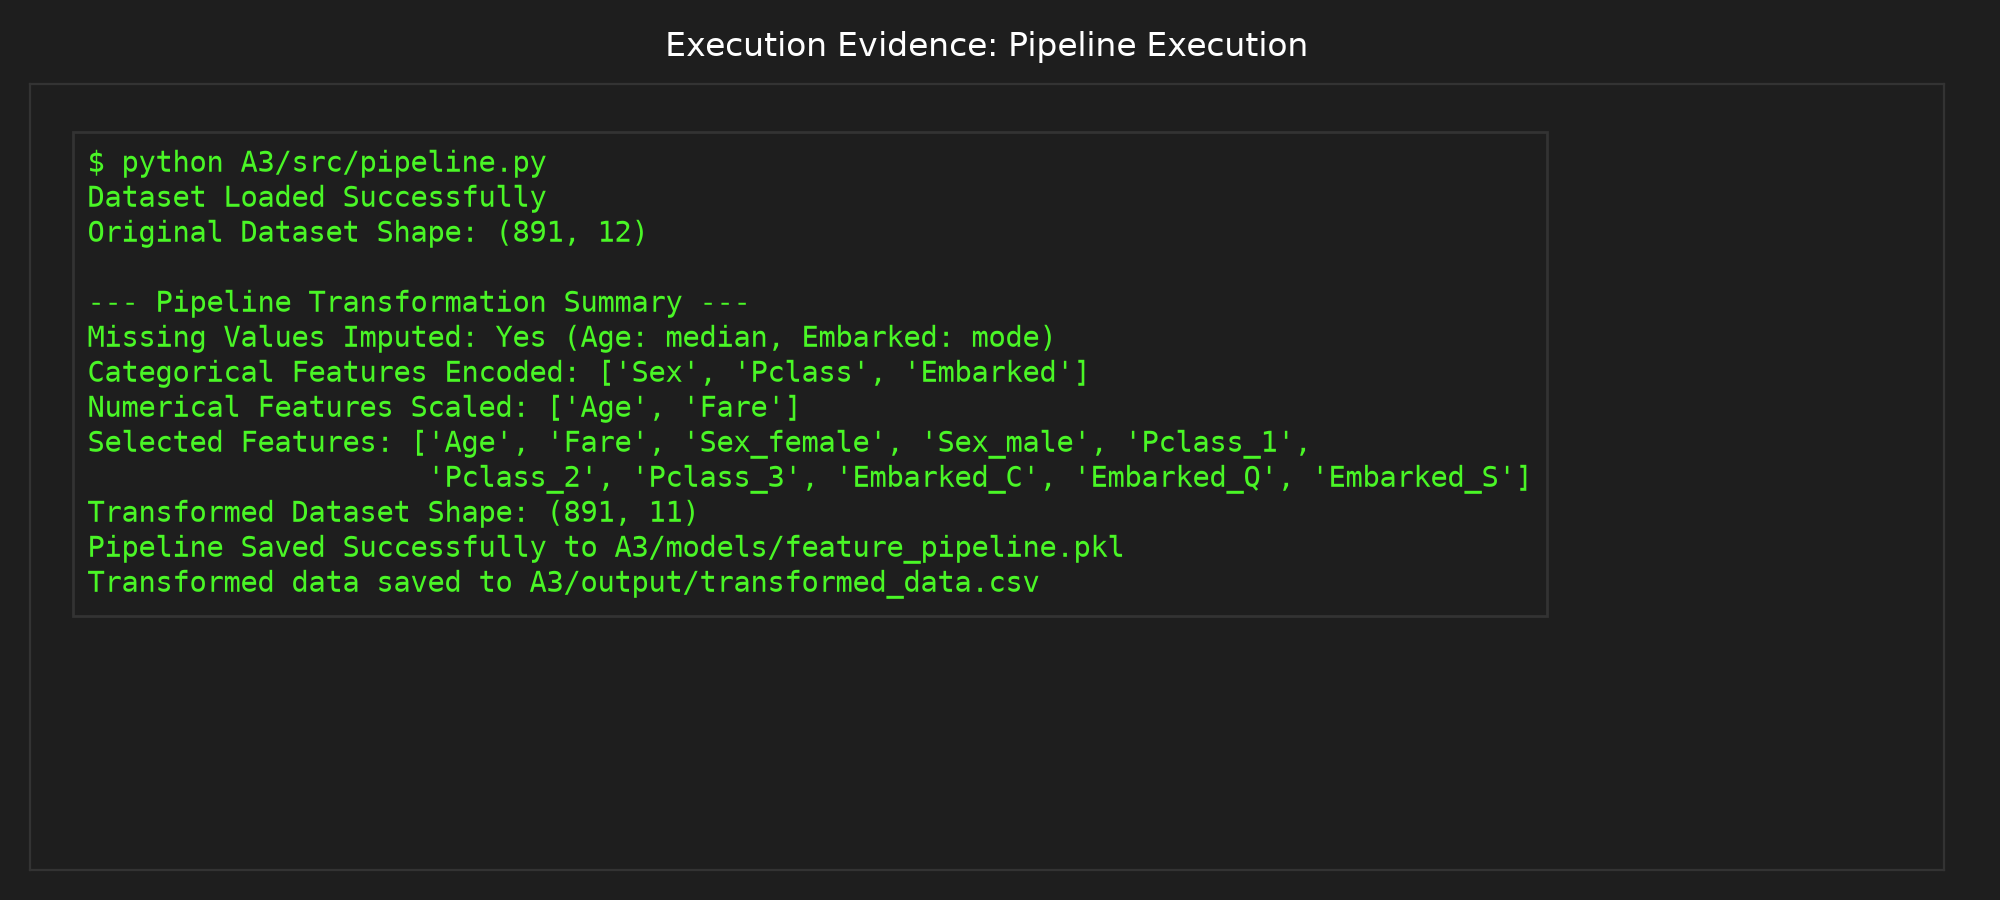 Execution Evidence: Pipeline Execution
$ python A3/src/pipeline.py
Dataset Loaded Successfully
Original Dataset Shape: (891, 12)
--- Pipeline Transformation Summary ---
Missing Values Imputed: Yes (Age: median, Embarked: mode)
Categorical Features Encoded: ['Sex', 'Pclass', 'Embarked']
Numerical Features Scaled: ['Age', 'Fare']
Selected Features: ['Age', 'Fare', 'Sex_female', 'Sex_male', 'Pclass_1',
'Pclass_2', 'Pclass_3', 'Embarked_C', 'Embarked_Q', 'Embarked_S']
Transformed Dataset Shape: (891, 11)
Pipeline Saved Successfully to A3/models/feature_pipeline.pkl
Transformed data saved to A3/output/transformed_data.csv